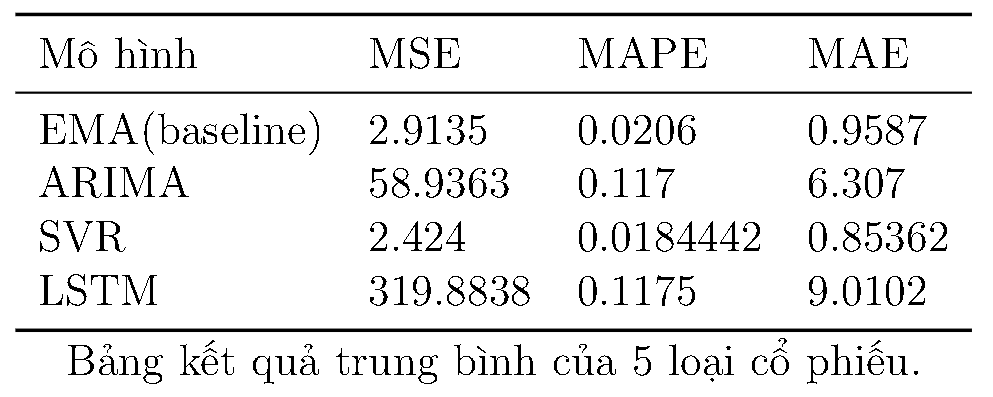 Mô hình MSE MAPE MAE
EMA(baseline) 2.9135 0.0206 0.9587
ARIMA 58.9363 0.117 6.307
SVR 2.424 0.0184442 0.85362
LSTM 319.8838 0.1175 9.0102
Bảng kết quả trung bình của 5 loại cổ phiếu.